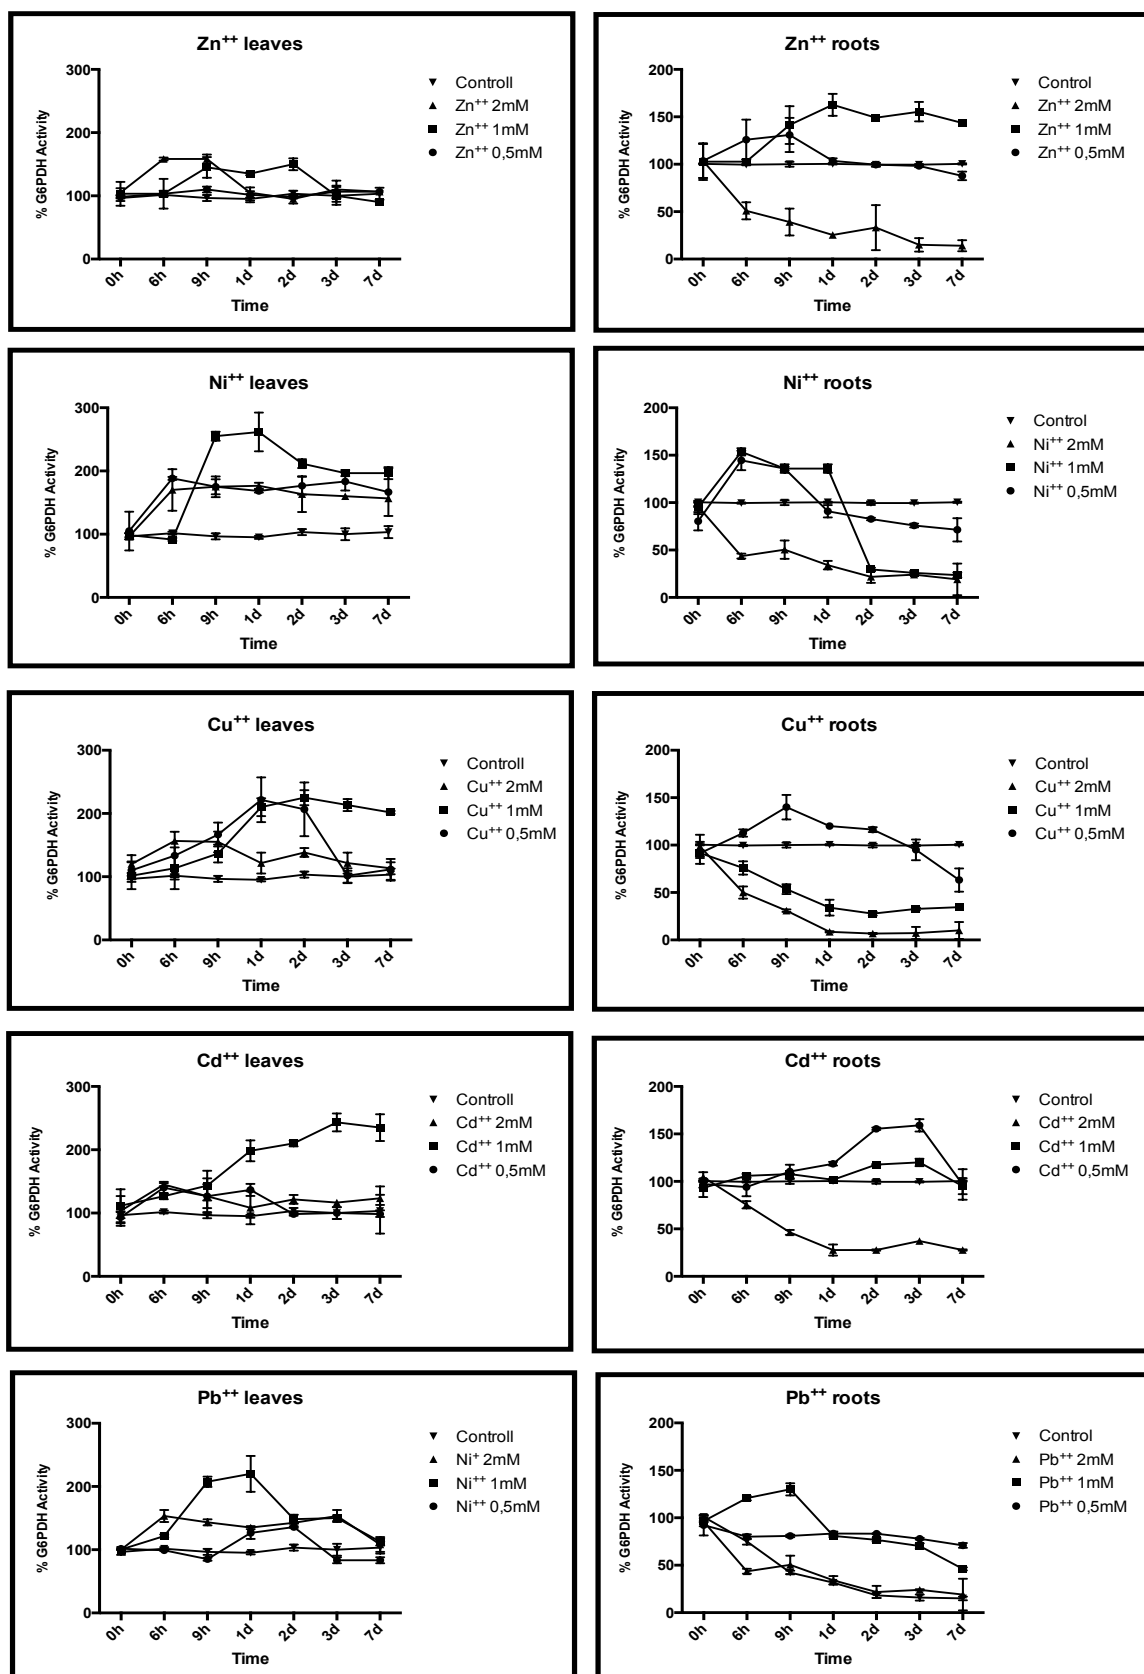 Zn++ leaves
% G6PDH Activity
300
200
100
0
0h 6h 9h 1d 2d 3d 7d
Time
Controll
Zn++ 2mM
Zn++ 1mM
Zn++ 0,5mM
Zn++ roots
% G6PDH Activity
200
150
100
50
0
0h 6h 9h 1d 2d 3d 7d
Time
Control
Zn++ 2mM
Zn++ 1mM
Zn++ 0,5mM
Ni++ leaves
% G6PDH Activity
300
200
100
0
0h 6h 9h 1d 2d 3d 7d
Time
Ni++ roots
% G6PDH Activity
200
150
100
50
0
0h 6h 9h 1d 2d 3d 7d
Time
Control
Ni++ 2mM
Ni++ 1mM
Ni++ 0,5mM
Cu++ leaves
% G6PDH Activity
300
200
100
0
0h 6h 9h 1d 2d 3d 7d
Time
Controll
Cu++ 2mM
Cu++ 1mM
Cu++ 0,5mM
Cu++ roots
% G6PDH Activity
200
150
100
50
0
0h 6h 9h 1d 2d 3d 7d
Time
Control
Cu++ 2mM
Cu++ 1mM
Cu++ 0,5mM
Cd++ leaves
% G6PDH Activity
300
200
100
0
0h 6h 9h 1d 2d 3d 7d
Time
Controll
Cd++ 2mM
Cd++ 1mM
Cd++ 0,5mM
Cd++ roots
% G6PDH Activity
200
150
100
50
0
0h 6h 9h 1d 2d 3d 7d
Time
Control
Cd++ 2mM
Cd++ 1mM
Cd++ 0,5mM
Pb++ leaves
% G6PDH Activity
300
200
100
0
0h 6h 9h 1d 2d 3d 7d
Time
Controll
Ni+ 2mM
Ni++ 1mM
Ni++ 0,5mM
Pb++ roots
% G6PDH Activity
200
150
100
50
0
0h 6h 9h 1d 2d 3d 7d
Time
Control
Pb++ 2mM
Pb++ 1mM
Pb++ 0,5mM